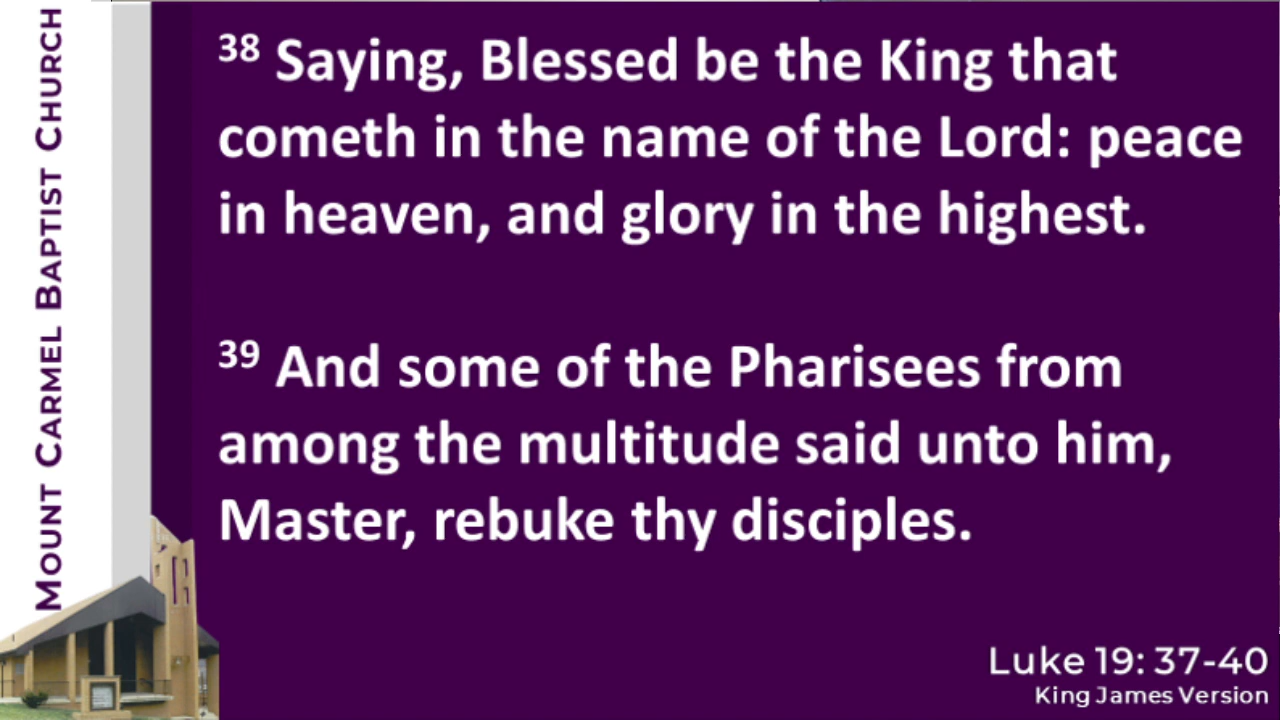 MOUNT CARMEL BAPTIST CHURCH
38 Saying, Blessed be the King that
cometh in the name of the Lord: peace
in heaven, and glory in the highest.
39 And some of the Pharisees from
among the multitude said unto him,
Master, rebuke thy disciples.
Luke 19: 37-40
King James Version